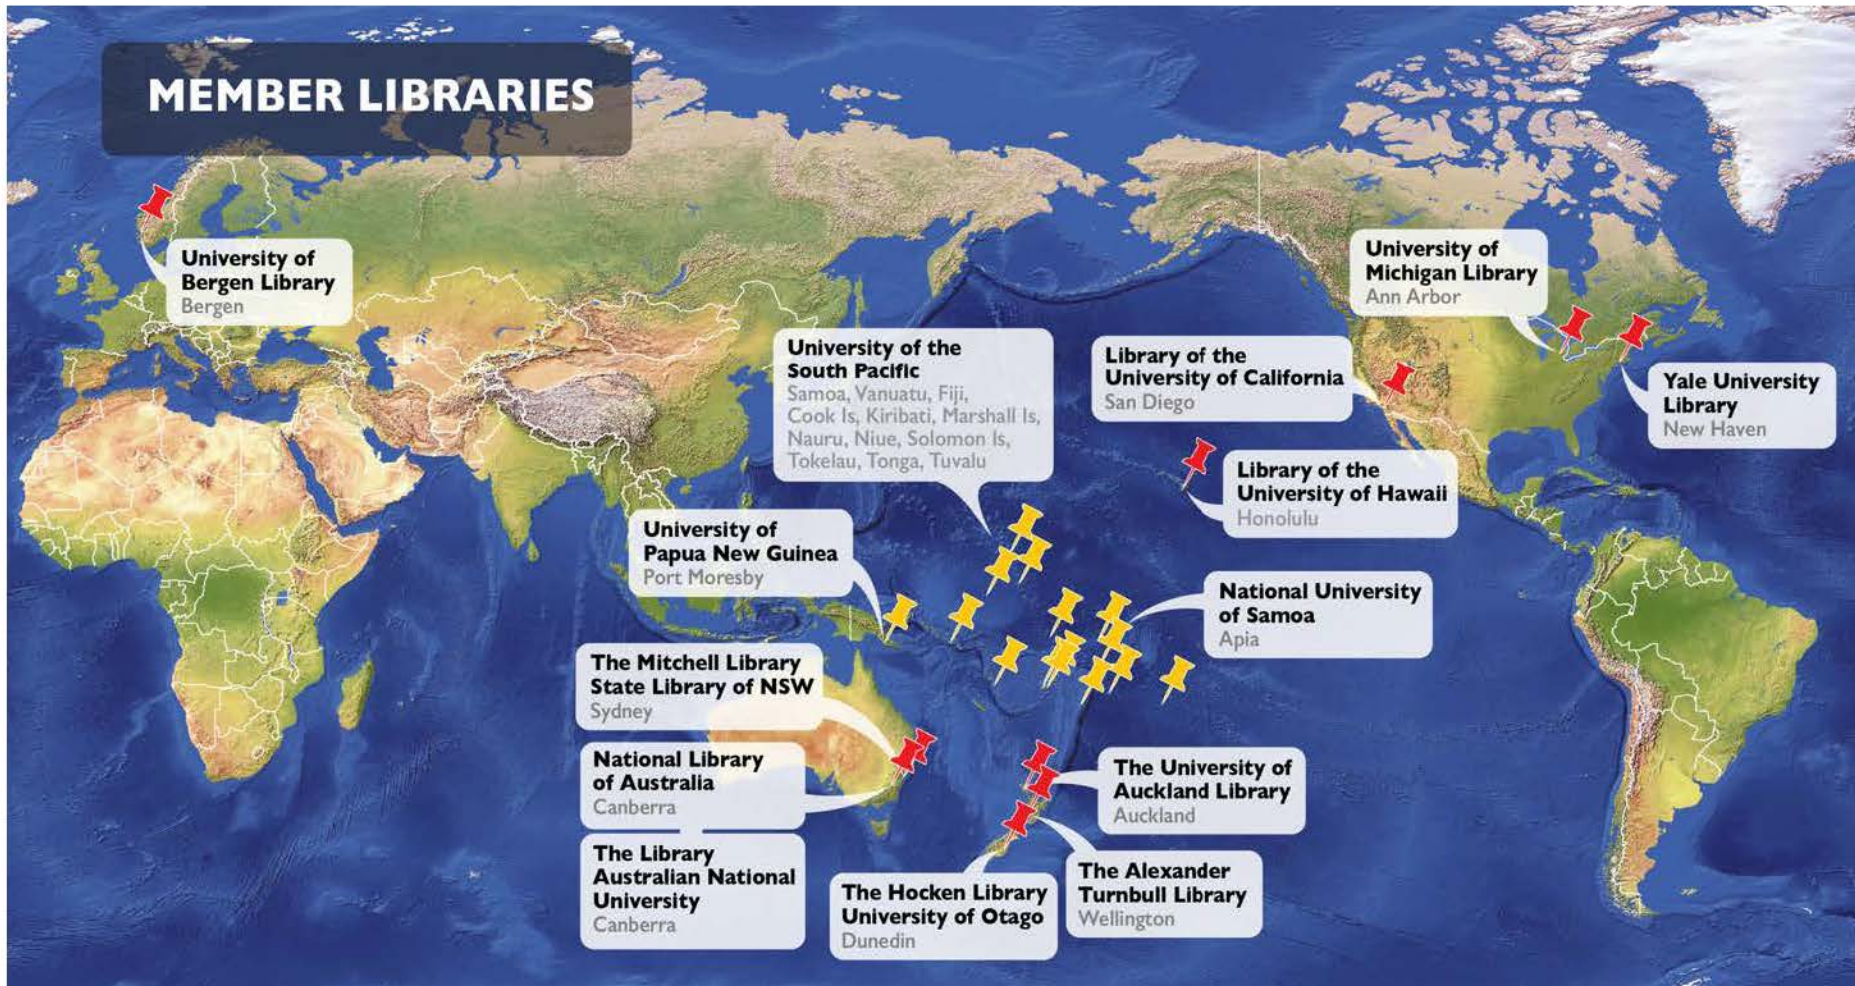 MEMBER LIBRARIES
University of
Bergen Library
Bergen
University of
Michigan Library
Ann Arbor
University of the
South Pacific
Samoa, Vanuatu, Fiji,
Cook Is, Kiribati, Marshall Is,
Nauru, Niue, Solomon Is,
Tokelau, Tonga, Tuvalu
Library of the
University of California
San Diego
Yale University
Library
New Haven
Library of the
University of Hawaii
Honolulu
University of
Papua New Guinea
Port Moresby
National University
of Samoa
Apia
The Mitchell Library
State Library of NSW
Sydney
National Library
of Australia
Canberra
The University of
Auckland Library
Auckland
The Library
Australian National
University
Canberra
The Hocken Library
University of Otago
Dunedin
The Alexander
Turnbull Library
Wellington